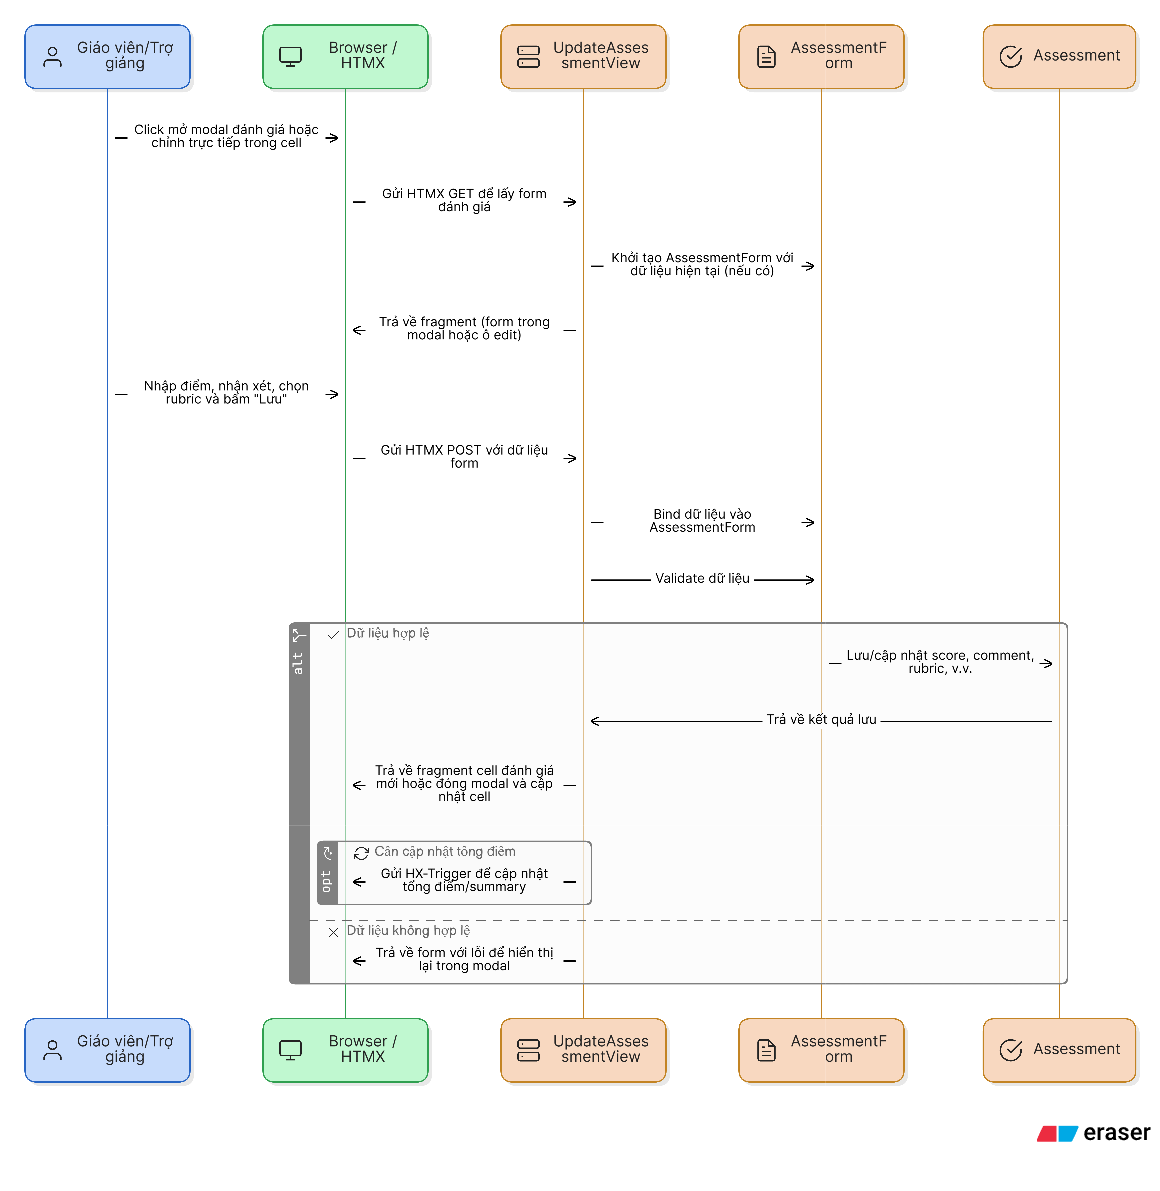 Giáo viên/Trợ
giảng
Browser /
HTMX
UpdateAsses
smentView
AssessmentF
orm
Assessment
Click mở modal đánh giá hoặc
chỉnh trực tiếp trong cell
Gửi HTMX GET để lấy form
đánh giá
Khởi tạo AssessmentForm với
dữ liệu hiện tại (nếu có)
Trả về fragment (form trong
modal hoặc ô edit)
Nhập điểm, nhận xét, chọn
rubric và bấm "Lưu"
Gửi HTMX POST với dữ liệu
form
Bind dữ liệu vào
AssessmentForm
Validate dữ liệu
alt
Dữ liệu hợp lệ
Lưu/cập nhật score, comment,
rubric, v.v.
Trả về kết quả lưu
Trả về fragment cell đánh giá
mới hoặc đóng modal và cập
nhật cell
opt
Cần cập nhật tổng điểm
Gửi HX-Trigger để cập nhật
tổng điểm/summary
Dữ liệu không hợp lệ
Trả về form với lỗi để hiển thị
lại trong modal
Giáo viên/Trợ
giảng
Browser /
HTMX
UpdateAsses
smentView
AssessmentF
orm
Assessment
eraser